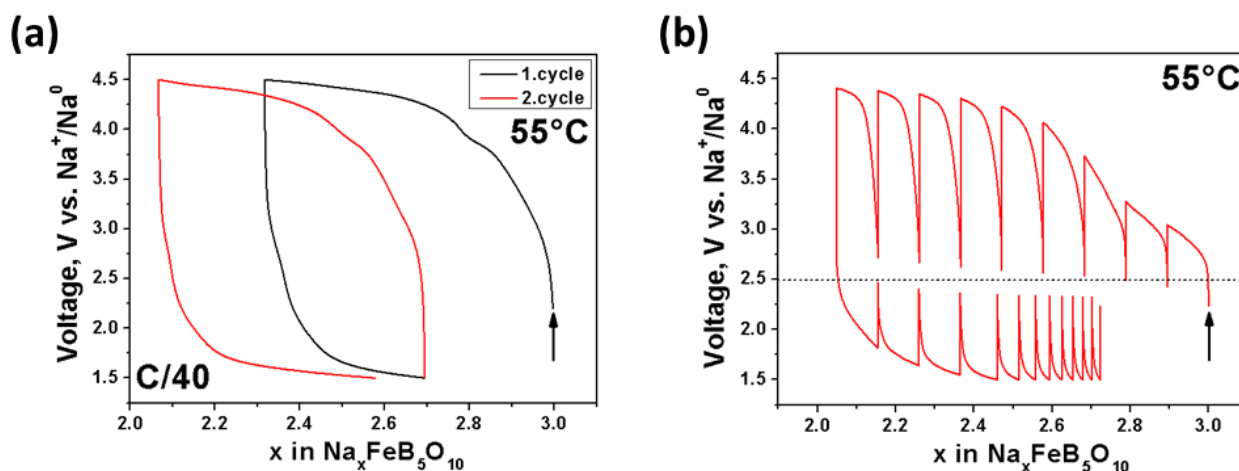 (a)
Voltage, V vs. Na⁺/Na⁰
4.5
4.0
3.5
3.0
2.5
2.0
1.5
1.cycle
2.cycle
55°C
C/40
2.0 2.2 2.4 2.6 2.8 3.0
x in NaₓFeB₅O₁₀
(b)
Voltage, V vs. Na⁺/Na⁰
4.5
4.0
3.5
3.0
2.5
2.0
1.5
55°C
2.0 2.2 2.4 2.6 2.8 3.0
x in NaₓFeB₅O₁₀